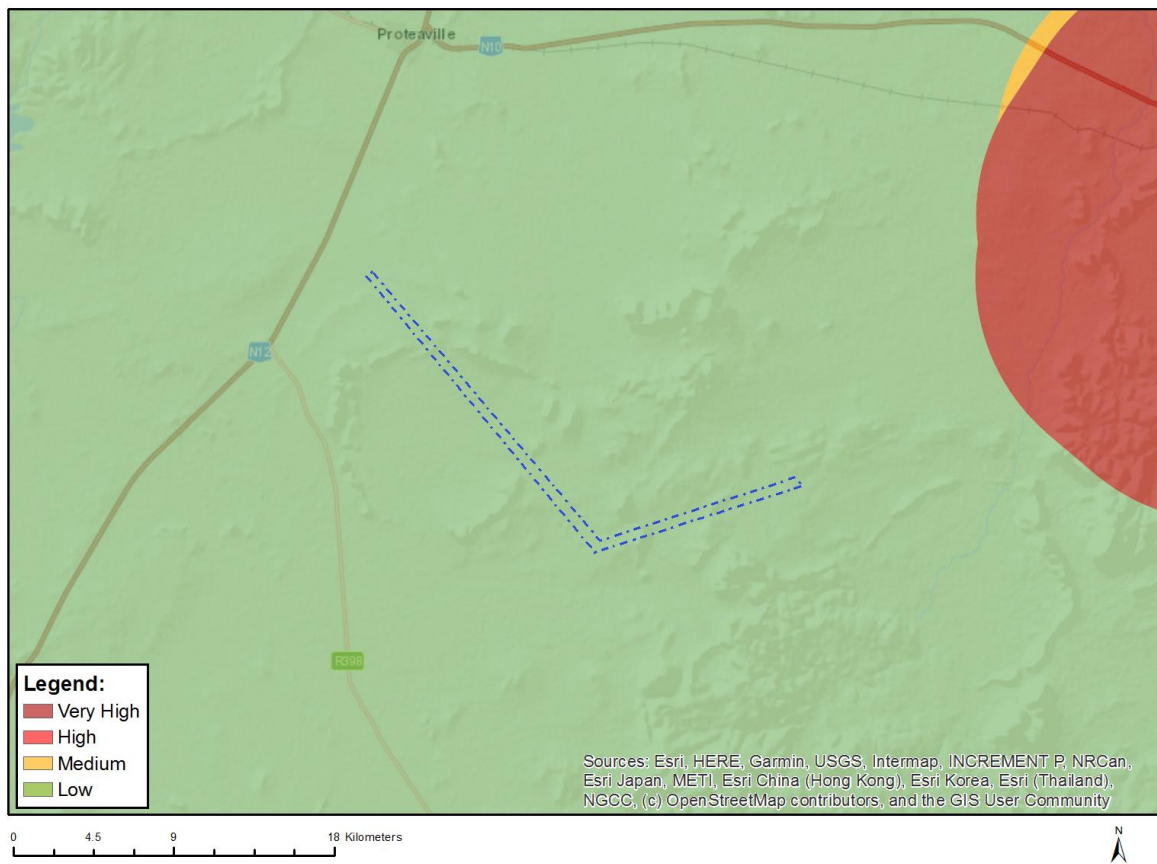 Proteaville
N10
N12
R398
Legend:
Very High
High
Medium
Low
Sources: Esri, HERE, Garmin, USGS, Intermap, INCREMENT P, NRCan,
Esri Japan, METI, Esri China (Hong Kong), Esri Korea, Esri (Thailand),
NGCC, (c) OpenStreetMap contributors, and the GIS User Community
0 4.5 9 18 Kilometers
N